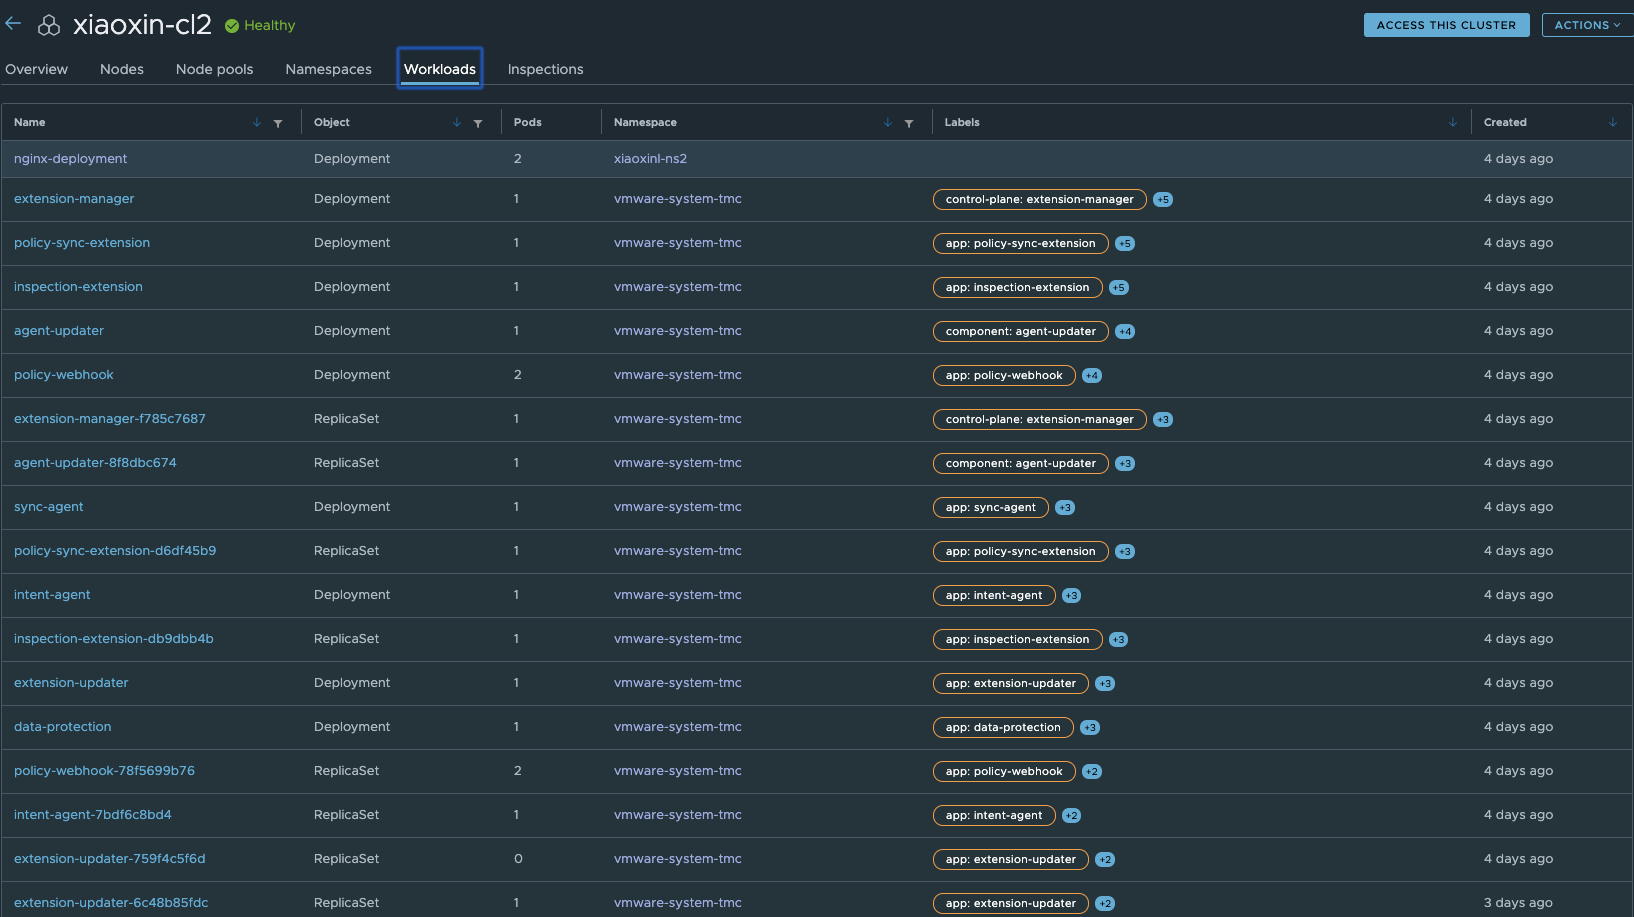 xiaoxin-cl2 Healthy ACCESS THIS CLUSTER ACTIONS
Overview Nodes Node pools Namespaces Workloads Inspections
Name Object Pods Namespace Labels Created
nginx-deployment Deployment 2 xiaoxinl-ns2 4 days ago
extension-manager Deployment 1 vmware-system-tmc control-plane: extension-manager +5 4 days ago
policy-sync-extension Deployment 1 vmware-system-tmc app: policy-sync-extension +5 4 days ago
inspection-extension Deployment 1 vmware-system-tmc app: inspection-extension +5 4 days ago
agent-updater Deployment 1 vmware-system-tmc component: agent-updater +4 4 days ago
policy-webhook Deployment 2 vmware-system-tmc app: policy-webhook +4 4 days ago
extension-manager-f785c7687 ReplicaSet 1 vmware-system-tmc control-plane: extension-manager +3 4 days ago
agent-updater-8f8dbc674 ReplicaSet 1 vmware-system-tmc component: agent-updater +3 4 days ago
sync-agent Deployment 1 vmware-system-tmc app: sync-agent +3 4 days ago
policy-sync-extension-d6df45b9 ReplicaSet 1 vmware-system-tmc app: policy-sync-extension +3 4 days ago
intent-agent Deployment 1 vmware-system-tmc app: intent-agent +3 4 days ago
inspection-extension-db9dbb4b ReplicaSet 1 vmware-system-tmc app: inspection-extension +3 4 days ago
extension-updater Deployment 1 vmware-system-tmc app: extension-updater +3 4 days ago
data-protection Deployment 1 vmware-system-tmc app: data-protection +3 4 days ago
policy-webhook-78f5699b76 ReplicaSet 2 vmware-system-tmc app: policy-webhook +2 4 days ago
intent-agent-7bdf6c8bd4 ReplicaSet 1 vmware-system-tmc app: intent-agent +2 4 days ago
extension-updater-759f4c5f6d ReplicaSet 0 vmware-system-tmc app: extension-updater +2 4 days ago
extension-updater-6c48b85fdc ReplicaSet 1 vmware-system-tmc app: extension-updater +2 3 days ago